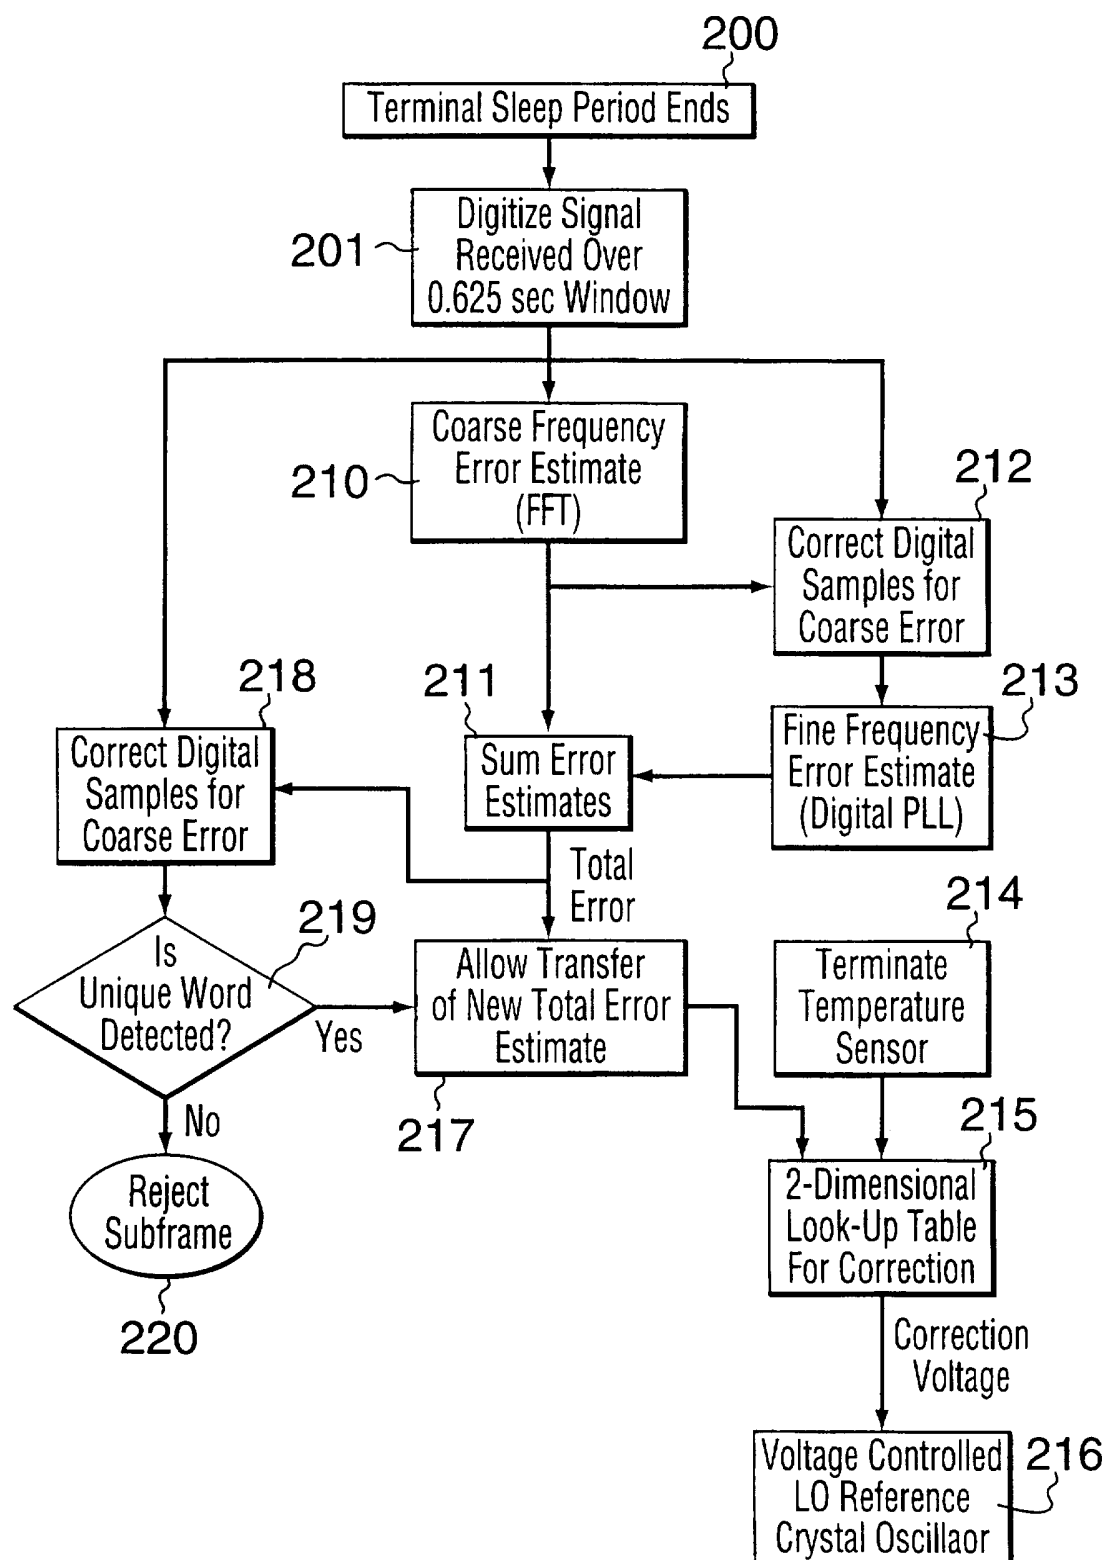 200
Terminal Sleep Period Ends
201
Digitize Signal
Received Over
0.625 sec Window
210
Coarse Frequency
Error Estimate
(FFT)
212
Correct Digital
Samples for
Coarse Error
218
Correct Digital
Samples for
Coarse Error
211
Sum Error
Estimates
213
Fine Frequency
Error Estimate
(Digital PLL)
Total
Error
219
Is
Unique Word
Detected?
Yes
No
Allow Transfer
of New Total Error
Estimate
217
214
Terminate
Temperature
Sensor
215
2-Dimensional
Look-Up Table
For Correction
Reject
Subframe
220
Correction
Voltage
Voltage Controlled
LO Reference
Crystal Oscillaor
216